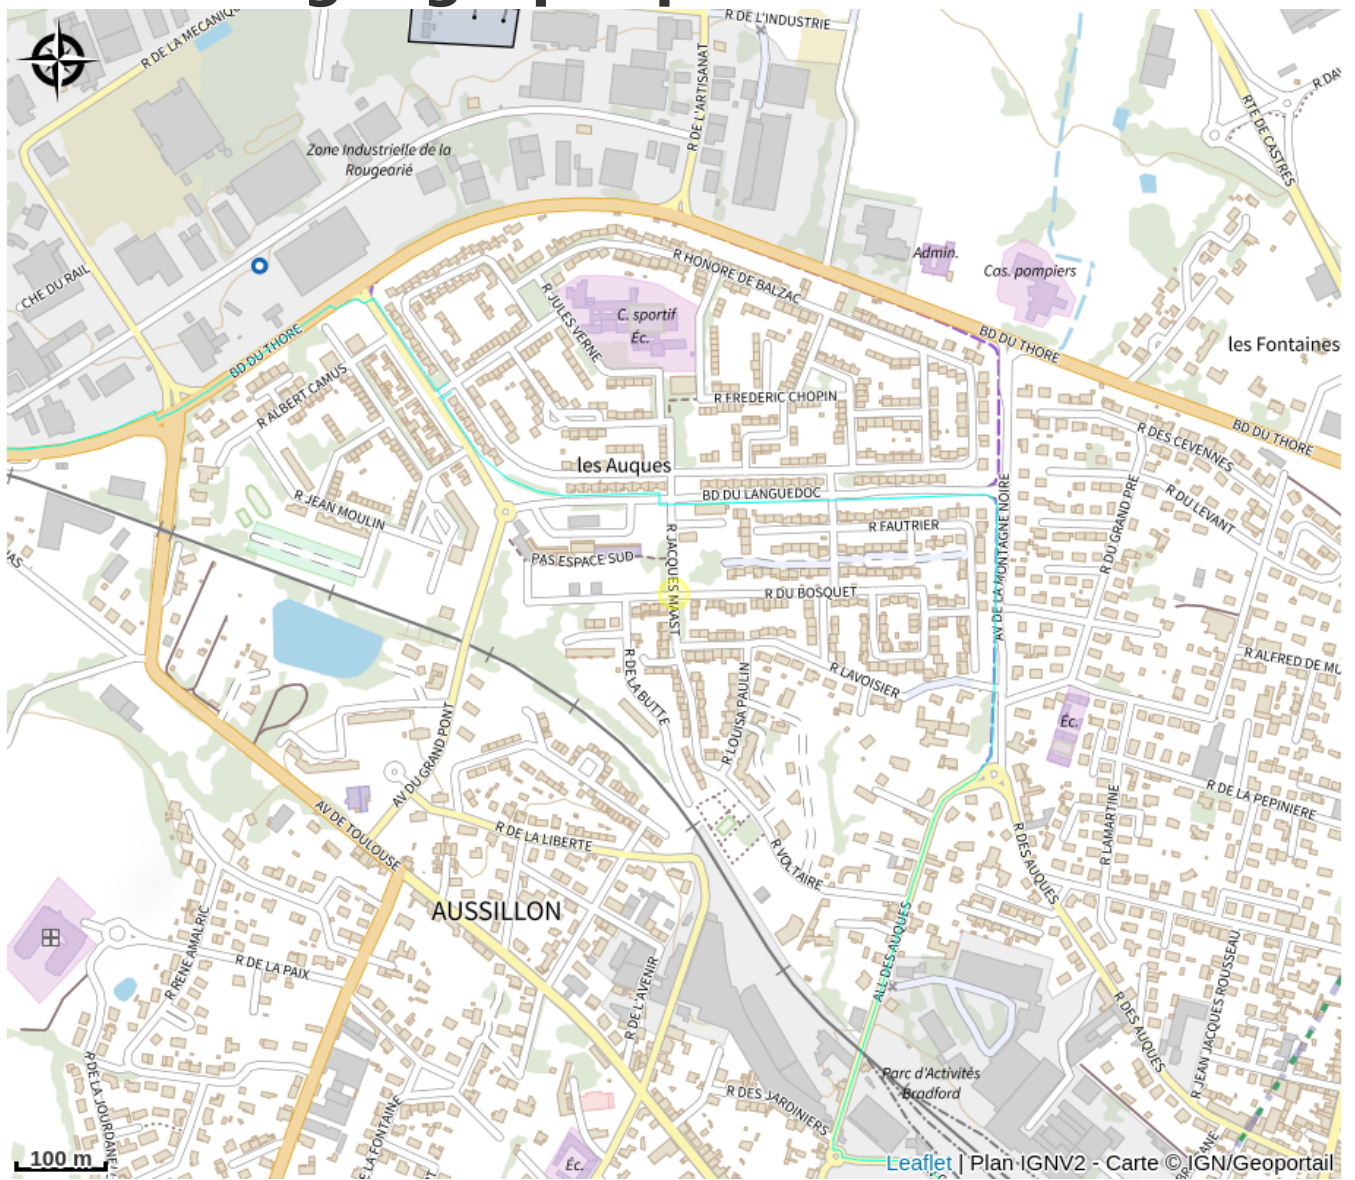 R DE L'INDUSTRIE
R DE LA MECANIQU
R DE L'ARTISANAT
RTE DE CASTRES
R DA
Zone Industrielle de la
Rougearié
CHE DU RAIL
BD DU THORE
R HONORE DE BALZAC
Admin.
Cas. pompiers
R JULES VERNE
C. sportif
Éc.
BD DU THORE
les Fontaines
R ALBERT CAMUS
R FREDERIC CHOPIN
BD DU THORE
R DES CEVENNES
les Auques
BD DU LANGUEDOC
R JEAN MOULIN
R FAUTRIER
R DU LEVANT
R DU GRAND PRE
AV DE LA MONTAGNE NOIRE
PAS ESPACE SUD
R JACQUES MAAST
R DU BOSQUET
AS
R DE LA BUTTE
R LAVOISIER
R ALFRED DE MU
R LOUISA PAULIN
Éc.
AV DU GRAND PONT
R DE LA PEPINIERE
AV DE TOULOUSE
R DE LA LIBERTE
R LAMARTINE
R DES AUQUES
R VOLTAIRE
AUSSILLON
R RENE AMALRIC
R DE LA PAIX
ALL DES AUQUES
R DE L'AVENIR
R DES AUQUES
R JEAN JACQUES ROUSSEAU
Parc d'Activités
Bradford
R DE LA JOURDANE
R DES JARDINIERS
E LA FONTAINE
Éc.
100 m
Leaflet | Plan IGNV2 - Carte © IGN/Geoportail